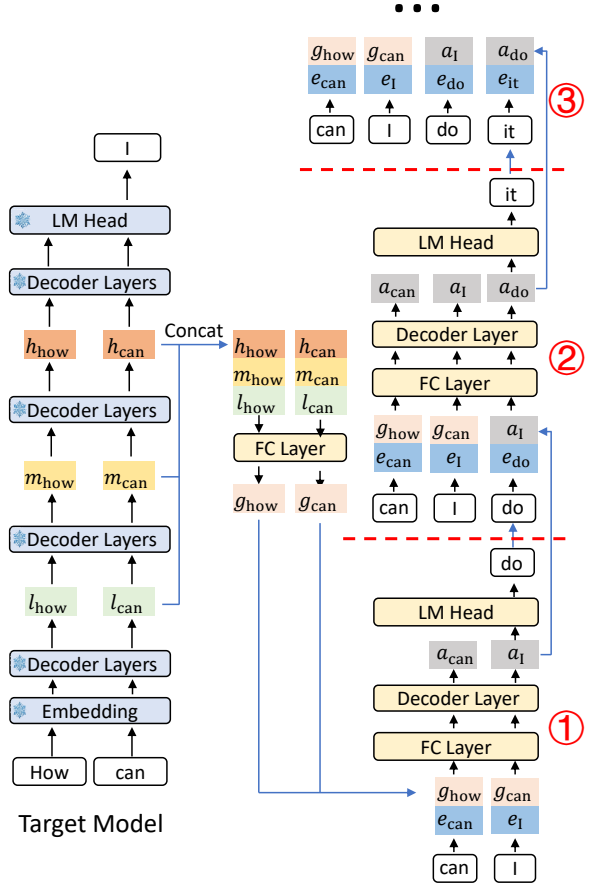 I
LM Head
Decoder Layers
h_how h_can
Decoder Layers
m_how m_can
Decoder Layers
l_how l_can
Decoder Layers
Embedding
How can
Target Model
Concat
h_how h_can
m_how m_can
l_how l_can
FC Layer
g_how g_can
...
g_how g_can a_I a_do
e_can e_I e_do e_it
can I do it
③
it
LM Head
a_can a_I a_do
Decoder Layer
FC Layer
②
g_how g_can a_I
e_can e_I e_do
can I do
do
LM Head
a_can a_I
Decoder Layer
FC Layer
①
g_how g_can
e_can e_I
can I